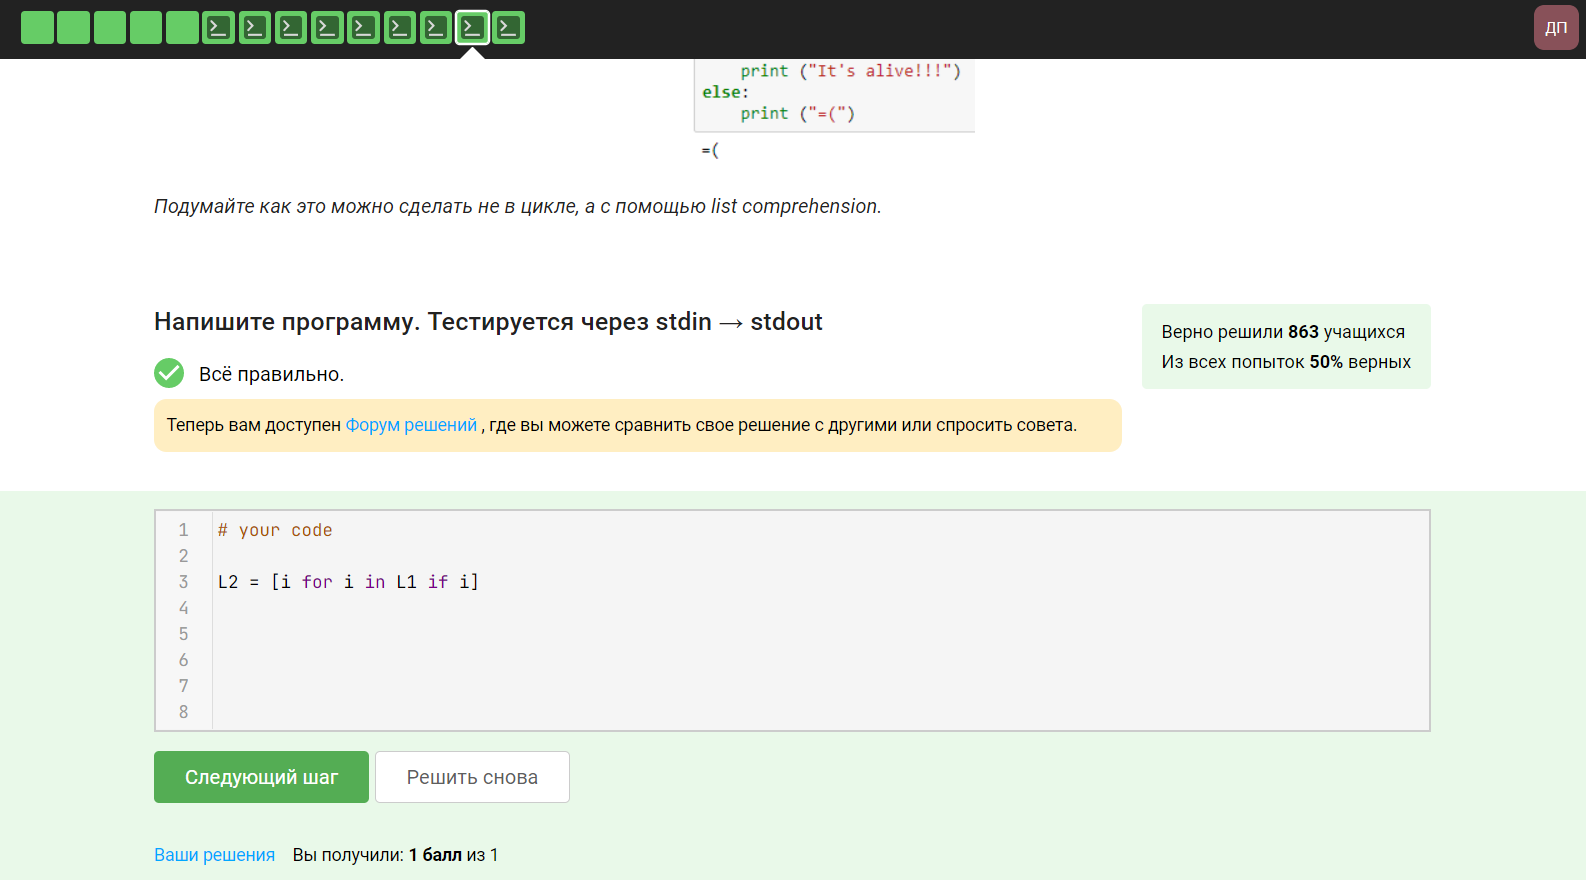 ДП
print ("It's alive!!!")
else:
print ("=(")
=(
Подумайте как это можно сделать не в цикле, а с помощью list comprehension.
Напишите программу. Тестируется через stdin → stdout
Верно решили 863 учащихся
Из всех попыток 50% верных
Всё правильно.
Теперь вам доступен Форум решений , где вы можете сравнить свое решение с другими или спросить совета.
1 # your code
2
3 L2 = [i for i in L1 if i]
4
5
6
7
8
Следующий шаг
Решить снова
Ваши решения Вы получили: 1 балл из 1